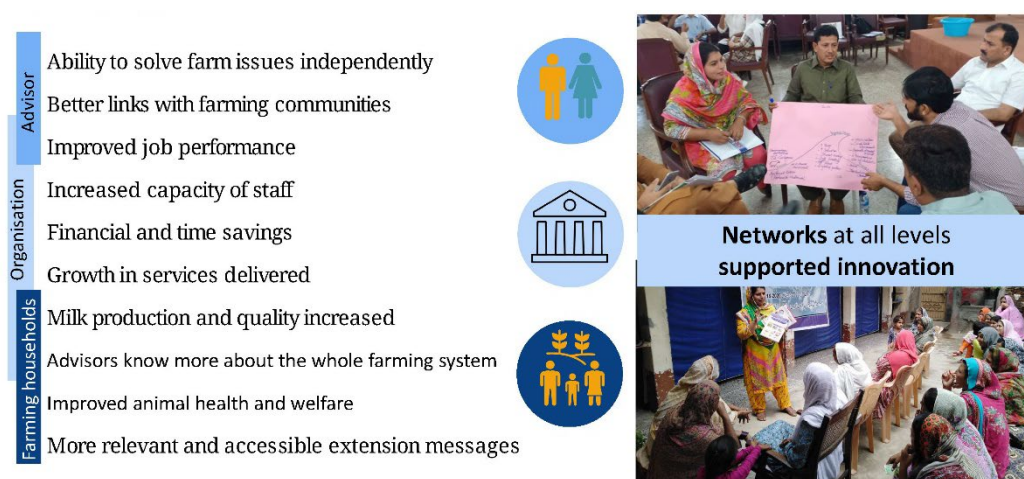 Advisor
Ability to solve farm issues independently
Better links with farming communities
Improved job performance
Organisation
Increased capacity of staff
Financial and time savings
Growth in services delivered
Farming households
Milk production and quality increased
Advisors know more about the whole farming system
Improved animal health and welfare
More relevant and accessible extension messages
Networks at all levels
supported innovation